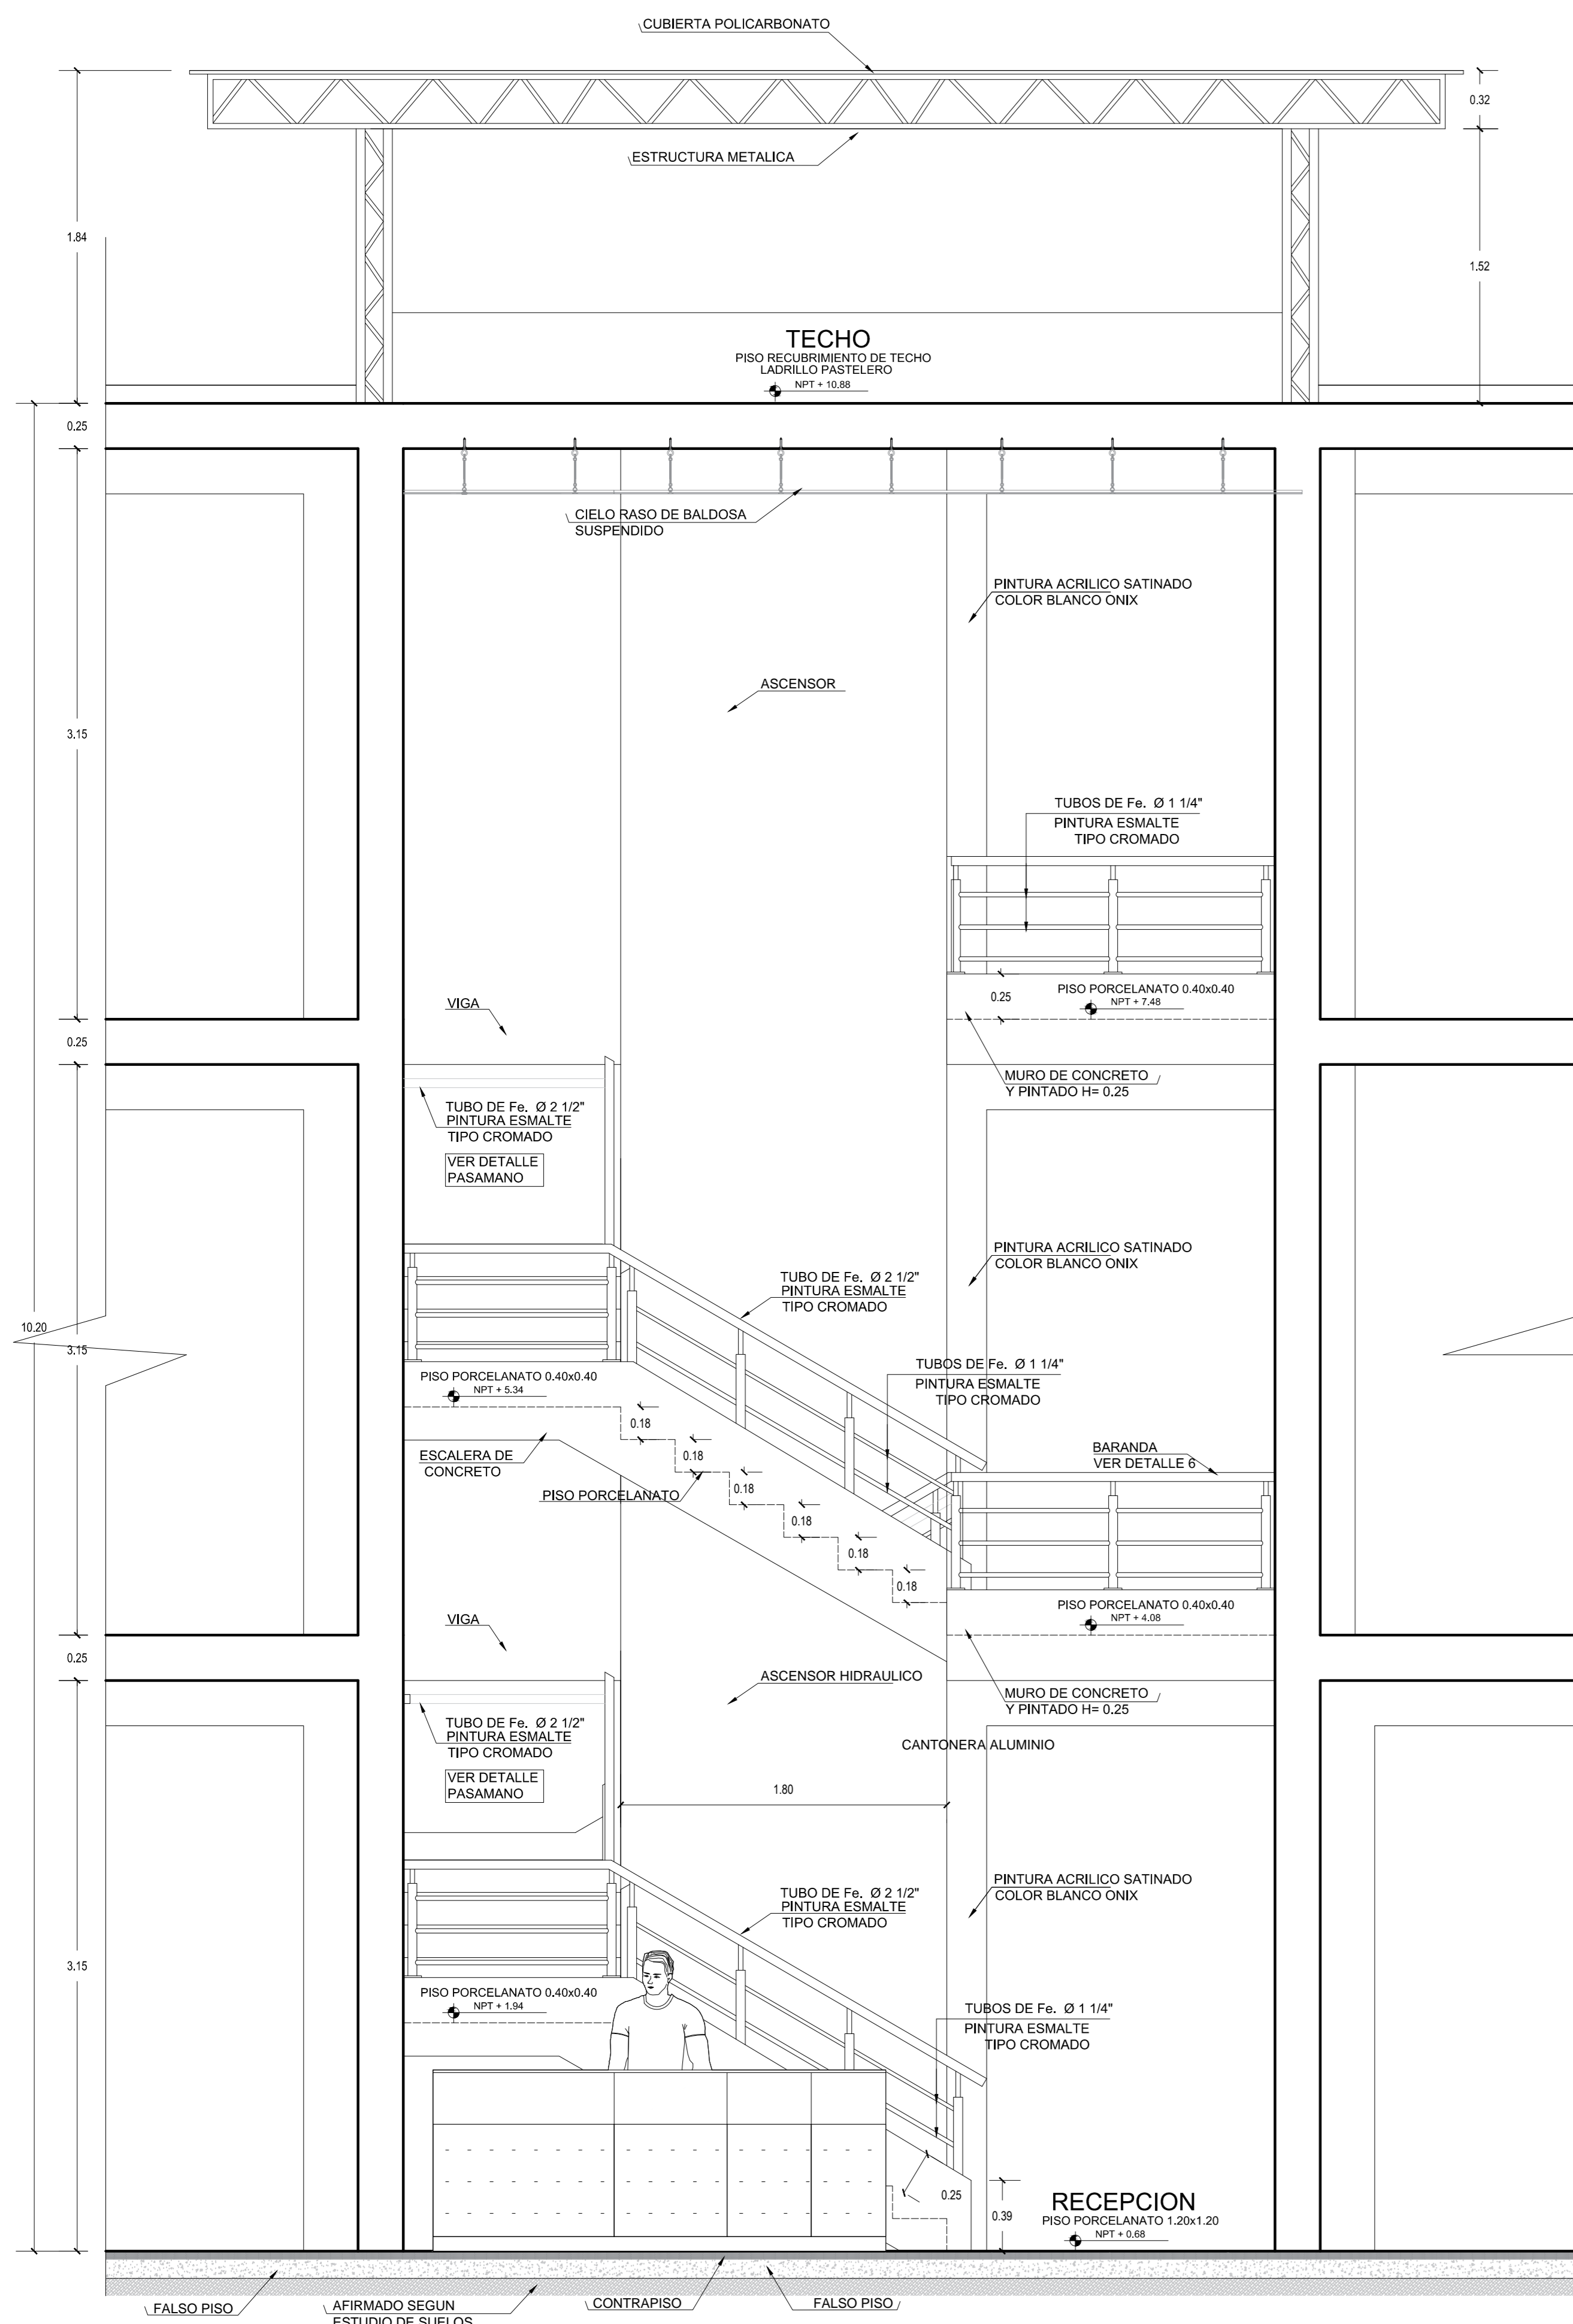 CUBIERTA POLICARBONATO
0.32
ESTRUCTURA METALICA
1.84
1.52
TECHO
PISO RECUBRIMIENTO DE TECHO
LADRILLO PASTELERO
NPT + 10.88
0.25
CIELO RASO DE BALDOSA
SUSPENDIDO
PINTURA ACRILICO SATINADO
COLOR BLANCO ONIX
ASCENSOR
3.15
TUBOS DE Fe. Ø 1 1/4"
PINTURA ESMALTE
TIPO CROMADO
VIGA
0.25
PISO PORCELANATO 0.40x0.40
NPT + 7.48
0.25
MURO DE CONCRETO
Y PINTADO H= 0.25
TUBO DE Fe. Ø 2 1/2"
PINTURA ESMALTE
TIPO CROMADO
VER DETALLE
PASAMANO
PINTURA ACRILICO SATINADO
COLOR BLANCO ONIX
TUBO DE Fe. Ø 2 1/2"
PINTURA ESMALTE
TIPO CROMADO
10.20
3.15
TUBOS DE Fe. Ø 1 1/4"
PINTURA ESMALTE
TIPO CROMADO
PISO PORCELANATO 0.40x0.40
NPT + 5.34
0.18
0.18
0.18
0.18
0.18
0.18
ESCALERA DE
CONCRETO
PISO PORCELANATO
BARANDA
VER DETALLE 6
PISO PORCELANATO 0.40x0.40
NPT + 4.08
VIGA
0.25
ASCENSOR HIDRAULICO
MURO DE CONCRETO
Y PINTADO H= 0.25
TUBO DE Fe. Ø 2 1/2"
PINTURA ESMALTE
TIPO CROMADO
CANTONERA ALUMINIO
VER DETALLE
PASAMANO
1.80
PINTURA ACRILICO SATINADO
COLOR BLANCO ONIX
TUBO DE Fe. Ø 2 1/2"
PINTURA ESMALTE
TIPO CROMADO
3.15
PISO PORCELANATO 0.40x0.40
NPT + 1.94
TUBOS DE Fe. Ø 1 1/4"
PINTURA ESMALTE
TIPO CROMADO
0.25
0.39
RECEPCION
PISO PORCELANATO 1.20x1.20
NPT + 0.68
FALSO PISO
AFIRMADO SEGUN
ESTUDIO DE SUELOS
CONTRAPISO
FALSO PISO